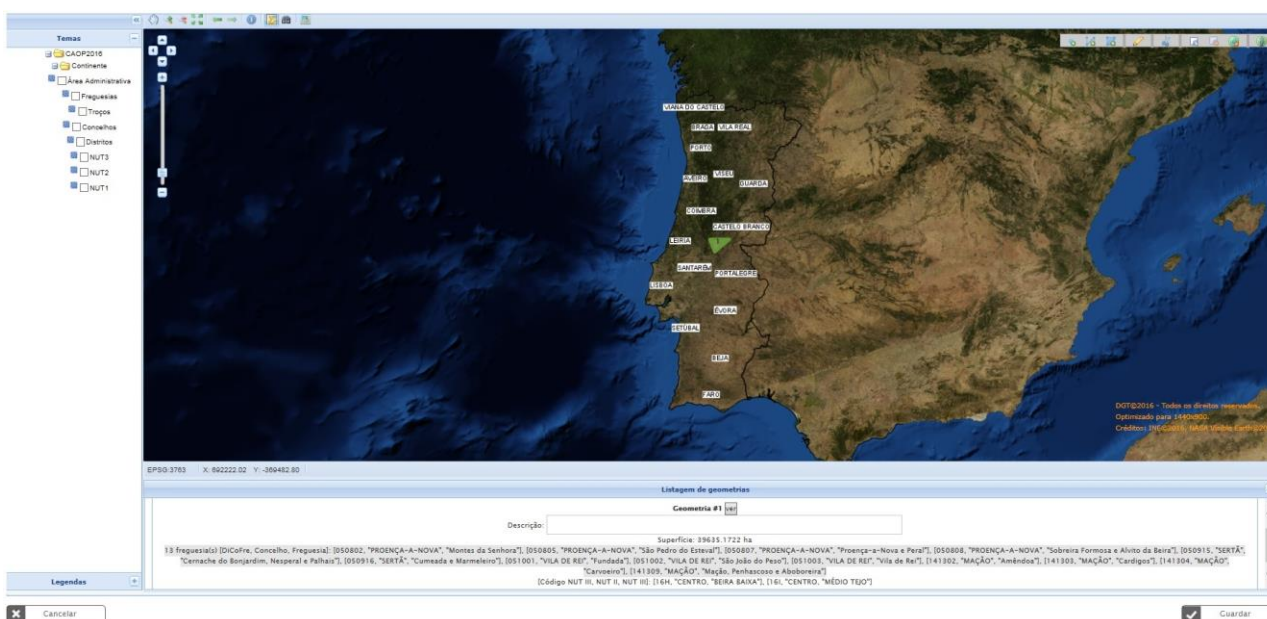 Temas
CAOP2016
Continente
Área Administrativa
Freguesias
Troços
Concelhos
Distritos
NUT3
NUT2
NUT1
VIANA DO CASTELO
BRAGA VILA REAL
PORTO
AVEIRO VISEU
GUARDA
COIMBRA
CASTELO BRANCO
LEIRIA
SANTARÉM
PORTALEGRE
LISBOA
ÉVORA
SETÚBAL
BEJA
FARO
DGT©2016 - Todos os direitos reservados.
Optimizado para 1440x900.
EPSG:3763 X: 692222.02 Y: -369482.80
Listagem de geometrias
Geometria #1 ver
Descrição:
Superfície: 39635.1722 ha
13 freguesia(s) [DiCoFre, Concelho, Freguesia]: [050802, "PROENÇA-A-NOVA", "Montes da Senhora"], [050805, "PROENÇA-A-NOVA", "São Pedro do Esteval"], [050807, "PROENÇA-A-NOVA", "Proença-a-Nova e Peral"], [050808, "PROENÇA-A-NOVA", "Sobreira Formosa e Alvito da Beira"], [050915, "SERTÃ",
"Cernache do Bonjardim, Nesperal e Palhais"], [050916, "SERTÃ", "Cumeada e Marmeleiro"], [051001, "VILA DE REI", "Fundada"], [051002, "VILA DE REI", "São João do Peso"], [051003, "VILA DE REI", "Vila de Rei"], [141302, "MAÇÃO", "Amêndoa"], [141303, "MAÇÃO", "Cardigos"], [141304, "MAÇÃO",
"Carvoeiro"], [141309, "MAÇÃO", "Mação, Penhascoso e Aboboreira"]
[Código NUT III, NUT II, NUT III]: [16H, "CENTRO, "BEIRA BAIXA"], [16I, "CENTRO, "MÉDIO TEJO"]
Legendas
Cancelar
Guardar